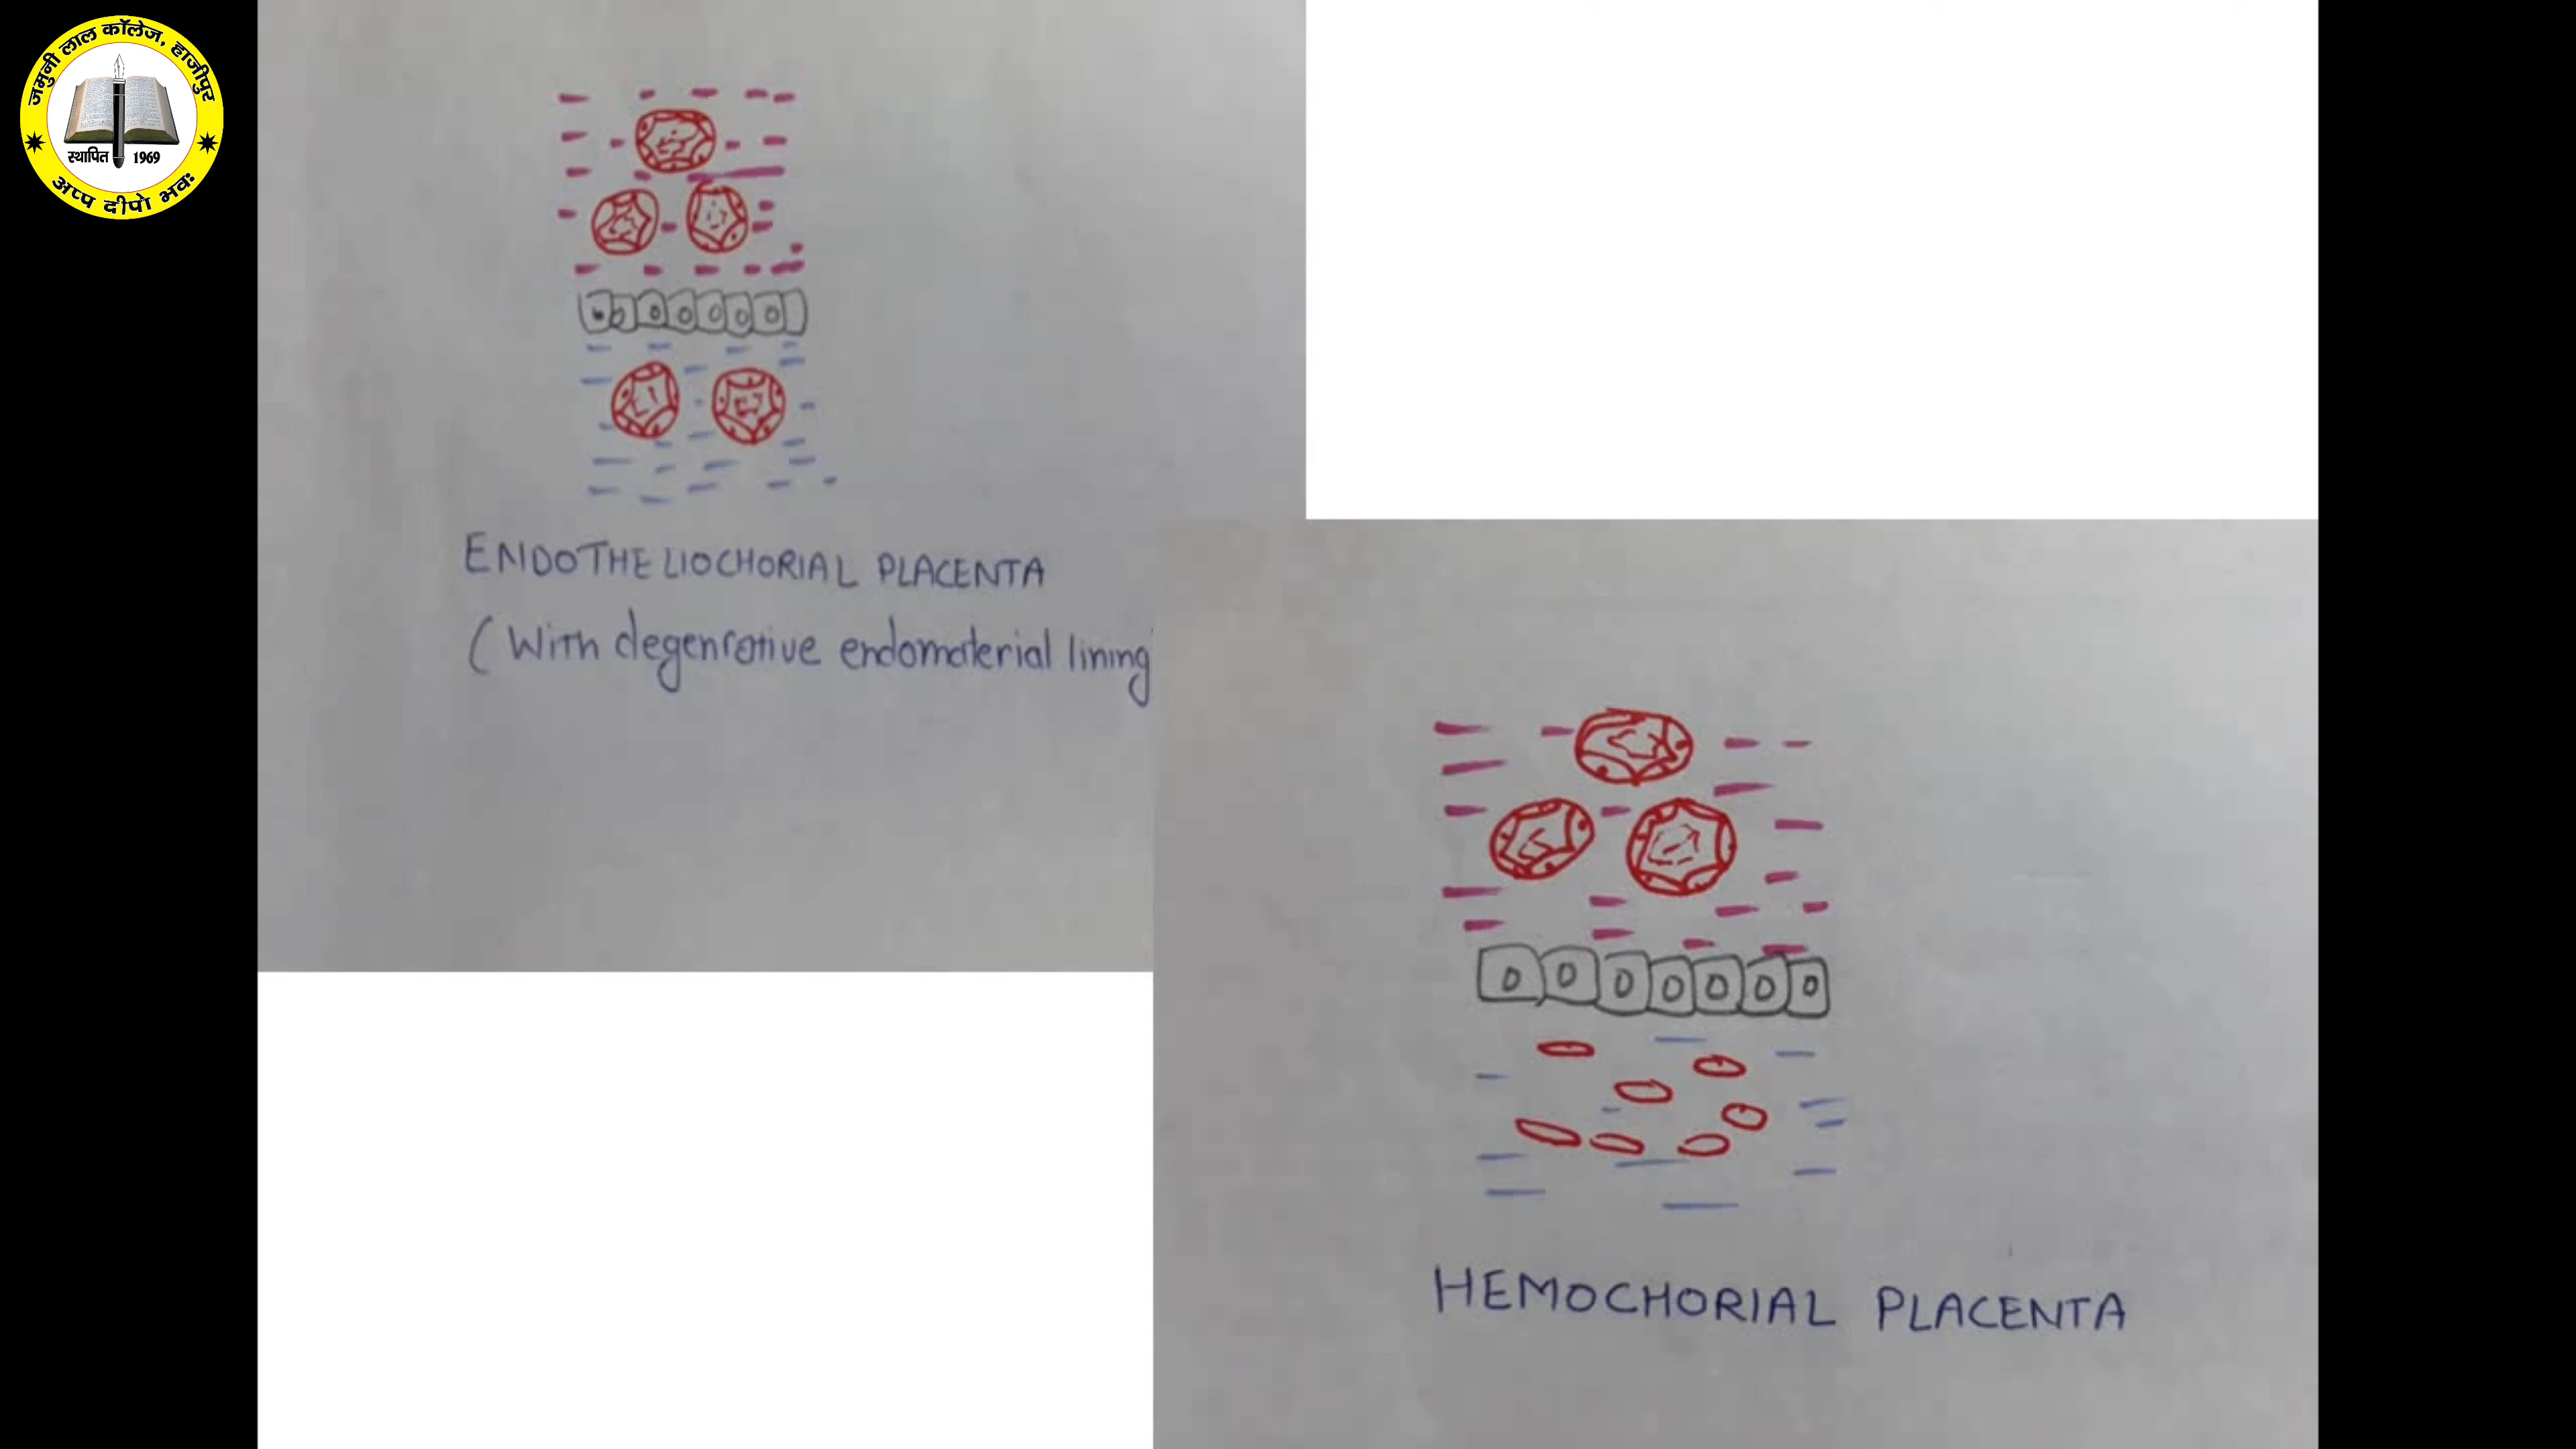 जमुनी लाल कॉलेज, हाजीपुर
स्थापित 1969
अप्प दीपो भवः
ENDOTHELIOCHORIAL PLACENTA
(With degenrative endomaterial lining
HEMOCHORIAL PLACENTA